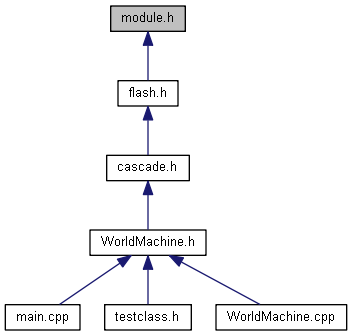 module.h
flash.h
cascade.h
WorldMachine.h
main.cpp
testclass.h
WorldMachine.cpp